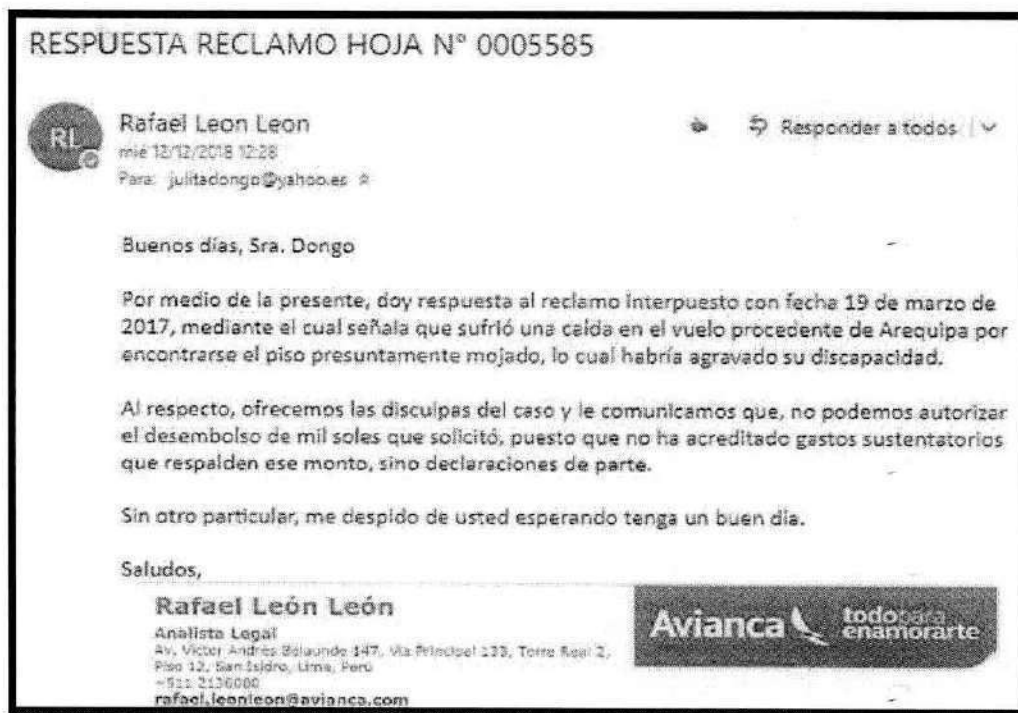 RESPUESTA RECLAMO HOJA N° 0005585
RL
Rafael Leon Leon
mié 12/12/2018 12:28
Para: julitadongo@yahoo.es
Responder a todos
Buenos días, Sra. Dongo
Por medio de la presente, doy respuesta al reclamo interpuesto con fecha 19 de marzo de
2017, mediante el cual señala que sufrió una caída en el vuelo procedente de Arequipa por
encontrarse el piso presuntamente mojado, lo cual habría agravado su discapacidad.
Al respecto, ofrecemos las disculpas del caso y le comunicamos que, no podemos autorizar
el desembolso de mil soles que solicitó, puesto que no ha acreditado gastos sustentatorios
que respalden ese monto, sino declaraciones de parte.
Sin otro particular, me despido de usted esperando tenga un buen día.
Saludos,
Rafael León León
Analista Legal
Av. Victor Andrés Belaunde 147, Via Principal 133, Torre Real 2,
Piso 12, San Isidro, Lima, Perú
+511 2136000
rafael.leonleon@avianca.com
Avianca
todo para
enamorarte